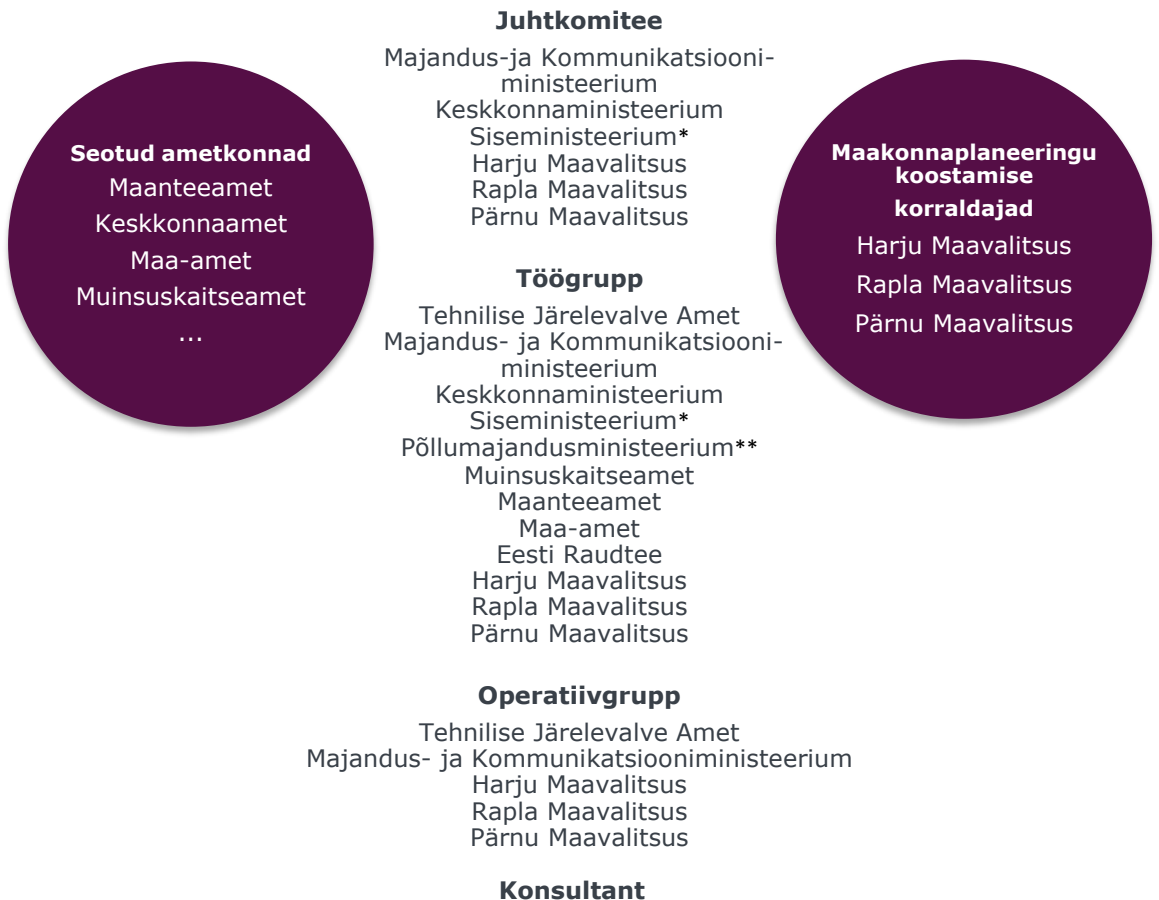 Juhtkomitee
Majandus-ja Kommunikatsiooni-
ministeerium
Keskkonnaministeerium
Siseministeerium*
Harju Maavalitsus
Rapla Maavalitsus
Pärnu Maavalitsus
Seotud ametkonnad
Maanteeamet
Keskkonnaamet
Maa-amet
Muinsuskaitseamet
...
Maakonnaplaneeringu
koostamise
korraldajad
Harju Maavalitsus
Rapla Maavalitsus
Pärnu Maavalitsus
Töögrupp
Tehnilise Järelevalve Amet
Majandus- ja Kommunikatsiooni-
ministeerium
Keskkonnaministeerium
Siseministeerium*
Põllumajandusministeerium**
Muinsuskaitseamet
Maanteeamet
Maa-amet
Eesti Raudtee
Harju Maavalitsus
Rapla Maavalitsus
Pärnu Maavalitsus
Operatiivgrupp
Tehnilise Järelevalve Amet
Majandus- ja Kommunikatsiooniministeerium
Harju Maavalitsus
Rapla Maavalitsus
Pärnu Maavalitsus
Konsultant